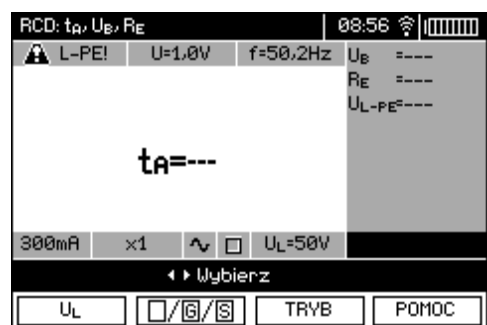 RCD: tA, UB, RE 08:56
L-PE! U=1,0V f=50,2Hz
UB =---
RE =---
UL-PE=---
tA=---
300mA x1 ∿ □ UL=50V
Wybierz
UL □/G/S TRYB POMOC